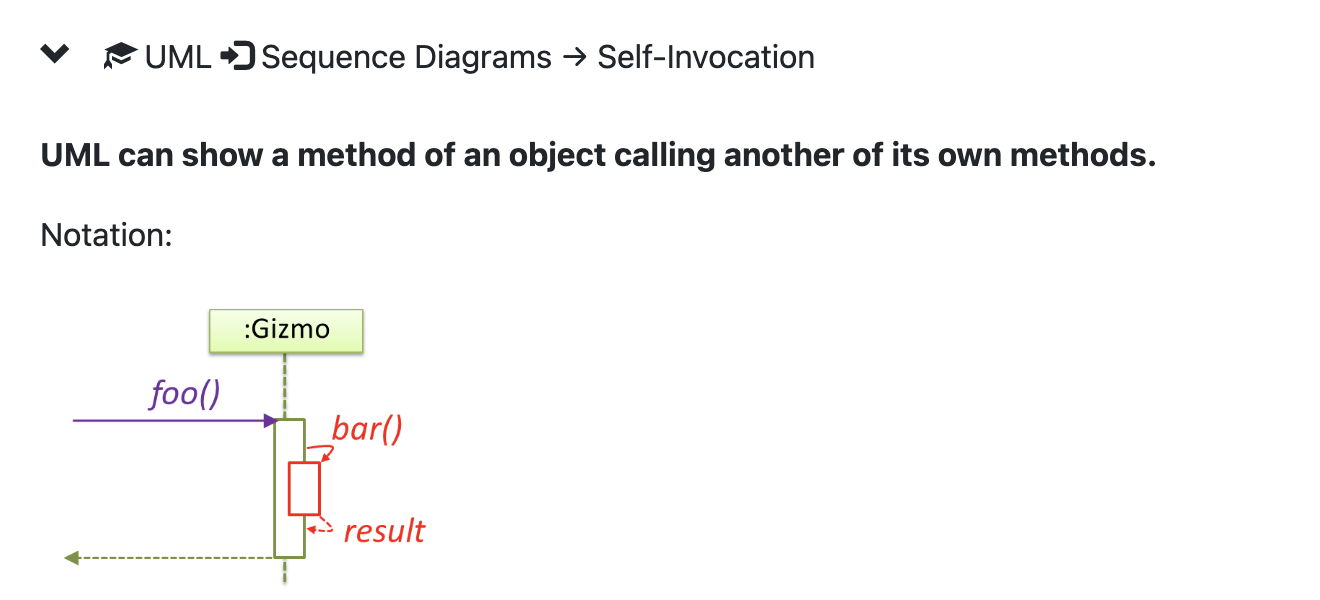 UML Sequence Diagrams → Self-Invocation
UML can show a method of an object calling another of its own methods.
Notation:
:Gizmo
foo()
bar()
result